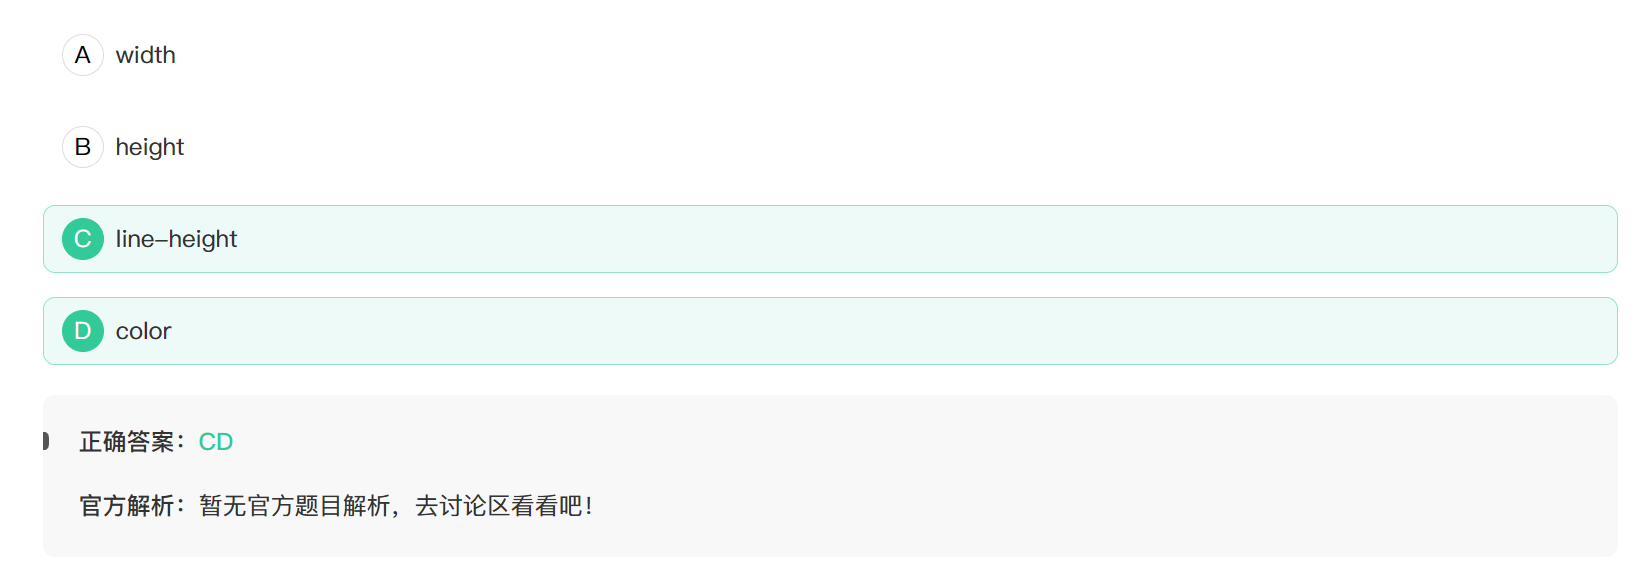 A width
B height
C line-height
D color
正确答案：CD
官方解析：暂无官方题目解析，去讨论区看看吧！